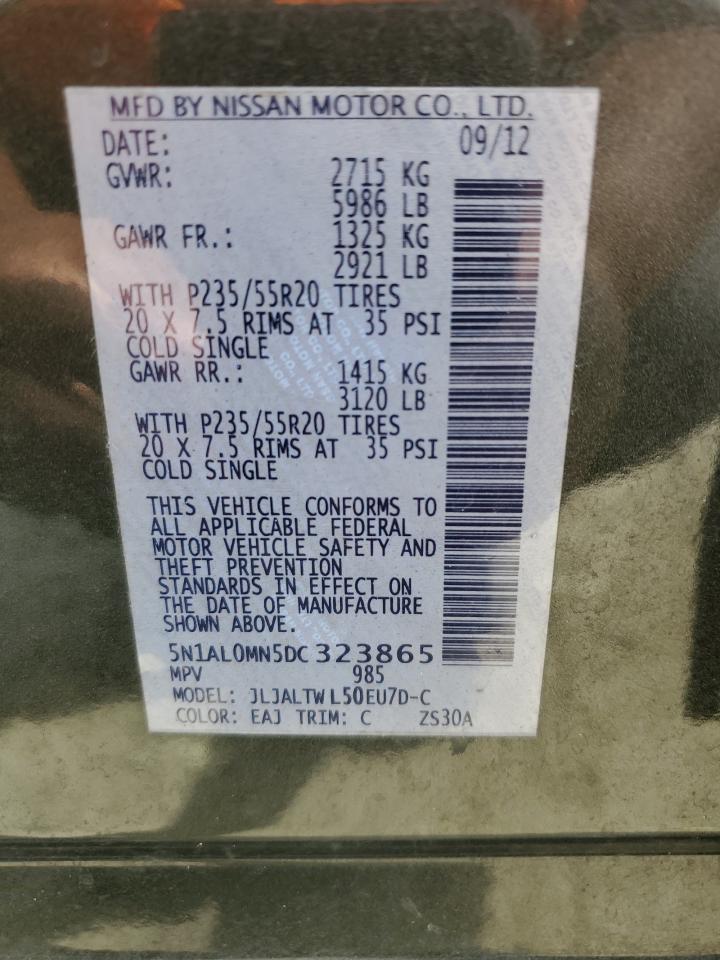 MFD BY NISSAN MOTOR CO., LTD.
DATE: 09/12
GVWR: 2715 KG
5986 LB
GAWR FR.: 1325 KG
2921 LB
WITH P235/55R20 TIRES
20 X 7.5 RIMS AT 35 PSI
COLD SINGLE
GAWR RR.: 1415 KG
3120 LB
WITH P235/55R20 TIRES
20 X 7.5 RIMS AT 35 PSI
COLD SINGLE
THIS VEHICLE CONFORMS TO
ALL APPLICABLE FEDERAL
MOTOR VEHICLE SAFETY AND
THEFT PREVENTION
STANDARDS IN EFFECT ON
THE DATE OF MANUFACTURE
SHOWN ABOVE.
5N1AL0MN5DC 323865
MPV 985
MODEL: JLJALTW L50EU7D-C
COLOR: EAJ TRIM: C ZS30A